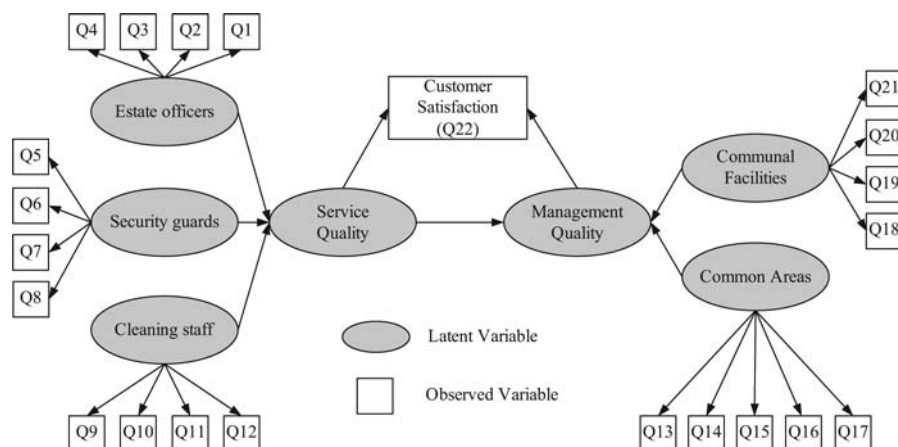 Q4
Q3
Q2
Q1
Estate officers
Customer
Satisfaction
(Q22)
Q21
Q20
Q19
Q18
Communal
Facilities
Q5
Q6
Q7
Q8
Security guards
Service
Quality
Management
Quality
Common Areas
Cleaning staff
Latent Variable
Observed Variable
Q9
Q10
Q11
Q12
Q13
Q14
Q15
Q16
Q17